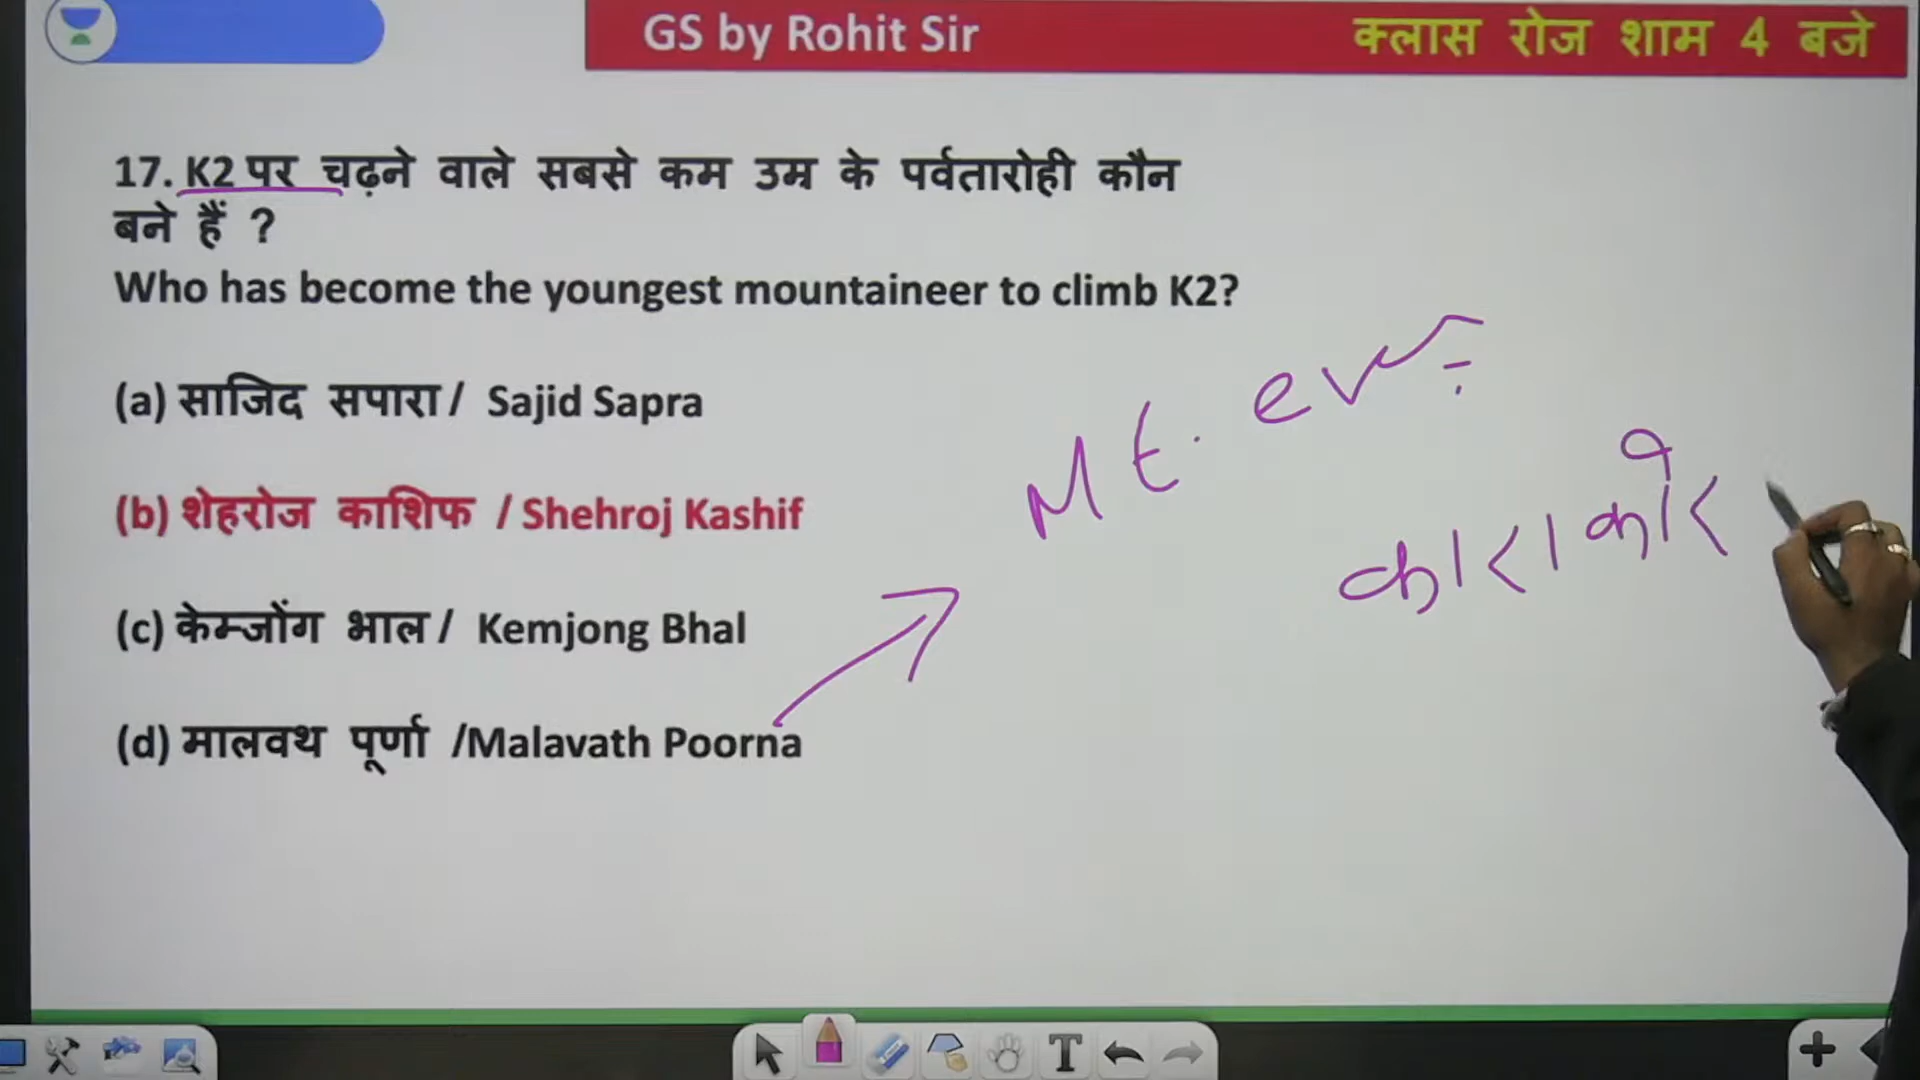 GS by Rohit Sir
क्लास रोज शाम 4 बजे
17. K2 पर चढ़ने वाले सबसे कम उम्र के पर्वतारोही कौन
बने हैं ?
Who has become the youngest mountaineer to climb K2?
(a) साजिद सपारा / Sajid Sapra
(b) शेहरोज काशिफ / Shehroj Kashif
(c) केम्जोंग भाल / Kemjong Bhal
(d) मालवथ पूर्णा /Malavath Poorna
Mt.
T